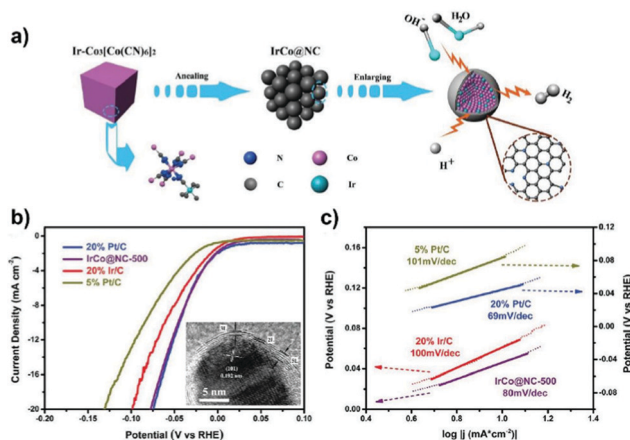 a)
Ir-Co3[Co(CN)6]2
Anealing
IrCo@NC
Enlarging
OH-
H2O
H2
H+
N
Co
C
Ir
b)
20% Pt/C
IrCo@NC-500
20% Ir/C
5% Pt/C
0
-4
-8
-12
-16
-20
Current Density (mA cm-2)
-0.15
-0.10
-0.05
0.00
0.05
0.10
Potential (V vs RHE)
(201)
0.192 nm
5 nm
c)
0.16
0.12
0.08
0.04
0.00
Potential (V vs RHE)
5% Pt/C
101mV/dec
20% Pt/C
69mV/dec
20% Ir/C
100mV/dec
IrCo@NC-500
80mV/dec
0.4
0.6
0.8
1.0
1.2
1.4
log |j (mA*cm-2)|
0.10
0.05
0.00
-0.04
-0.08
Potential (V vs RHE)